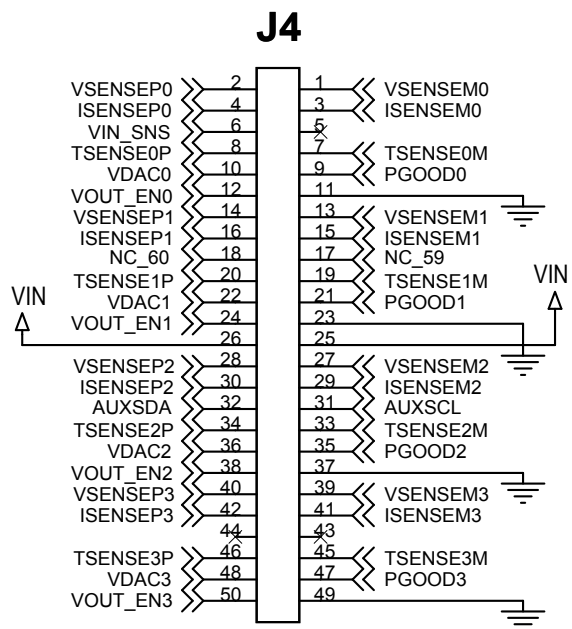 J4
VSENSEP0 2 1 VSENSEM0
ISENSEP0 4 3 ISENSEM0
VIN_SNS 6 5
TSENSE0P 8 7 TSENSE0M
VDAC0 10 9 PGOOD0
VOUT_EN0 12 11
VSENSEP1 14 13 VSENSEM1
ISENSEP1 16 15 ISENSEM1
NC_60 18 17 NC_59
TSENSE1P 20 19 TSENSE1M
VIN VDAC1 22 21 PGOOD1 VIN
VOUT_EN1 24 23
26 25
VSENSEP2 28 27 VSENSEM2
ISENSEP2 30 29 ISENSEM2
AUXSDA 32 31 AUXSCL
TSENSE2P 34 33 TSENSE2M
VDAC2 36 35 PGOOD2
VOUT_EN2 38 37
VSENSEP3 40 39 VSENSEM3
ISENSEP3 42 41 ISENSEM3
44 43
TSENSE3P 46 45 TSENSE3M
VDAC3 48 47 PGOOD3
VOUT_EN3 50 49